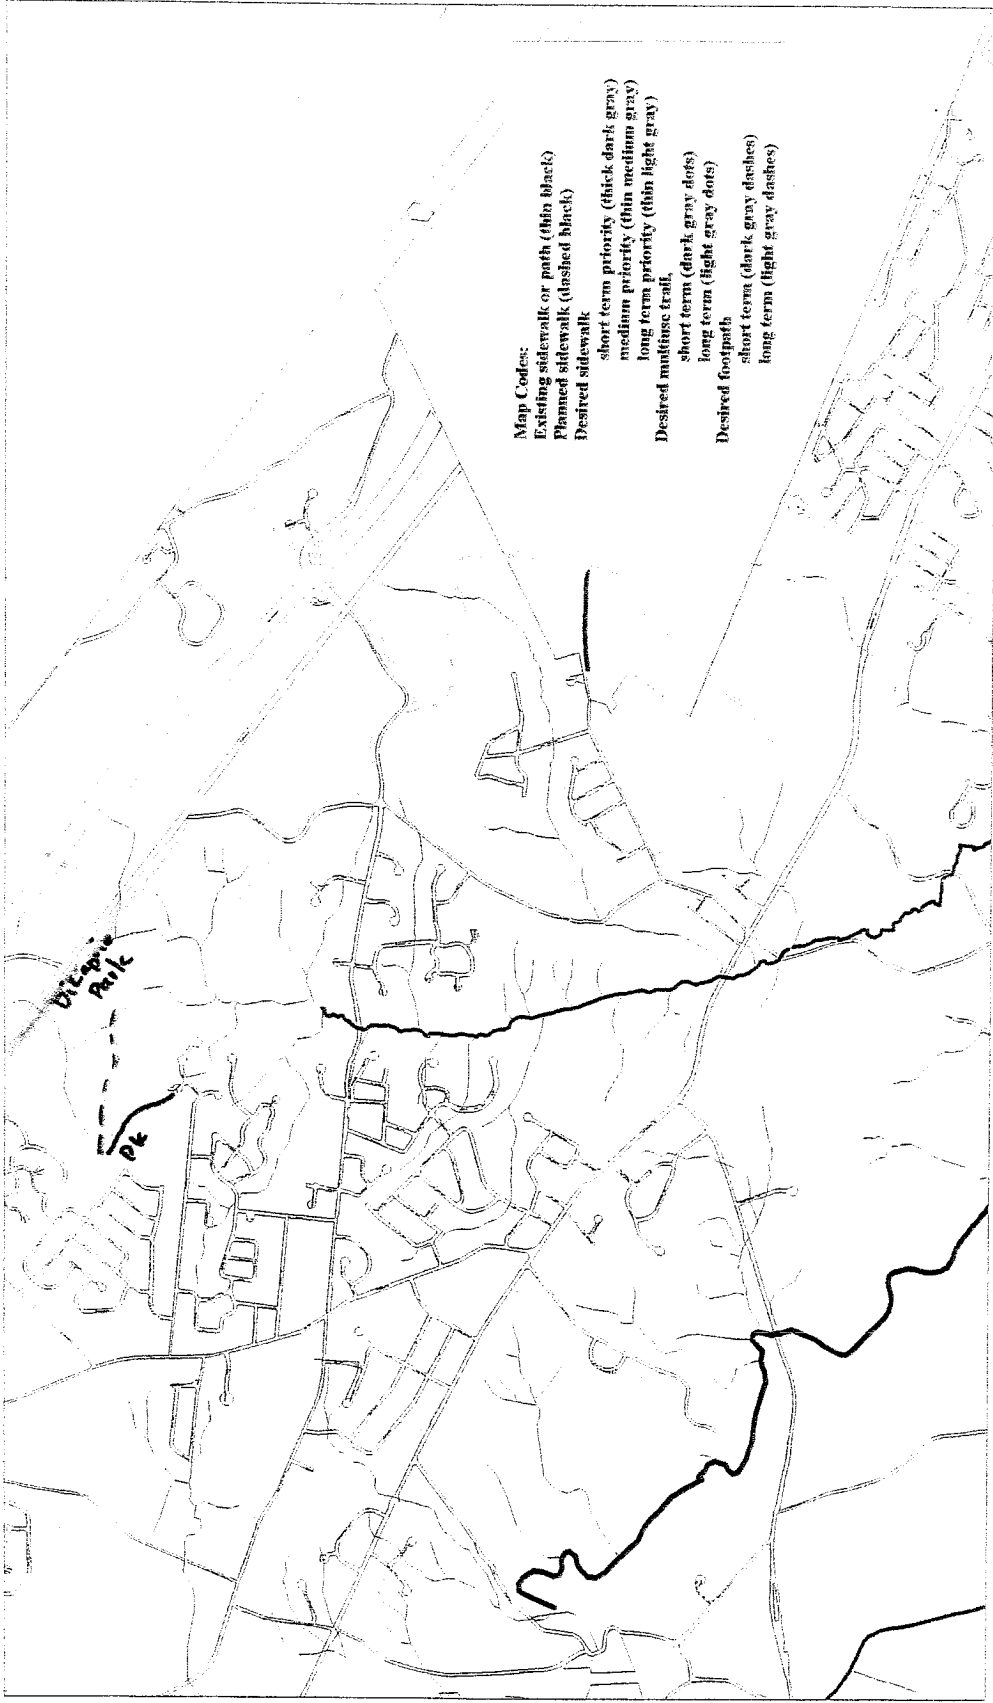 Map Codes:
Existing sidewalk or path (thin black)
Planned sidewalk (dashed black)
Desired sidewalk
short term priority (thick dark gray)
medium priority (thin medium gray)
long term priority (thin light gray)
Desired multiuse trail,
short term (dark gray dots)
long term (light gray dots)
Desired footpath
short term (dark gray dashes)
long term (light gray dashes)
Park
Pk